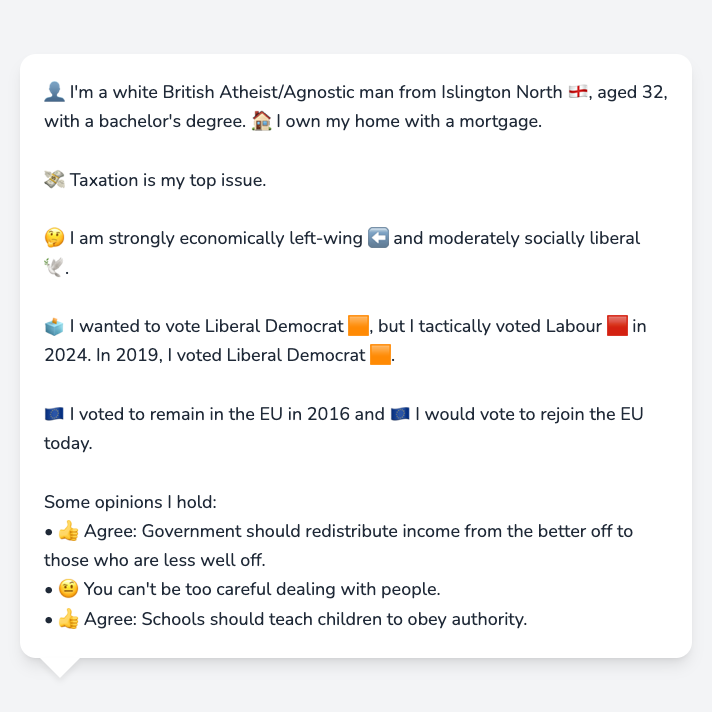 👤 I'm a white British Atheist/Agnostic man from Islington North 🏴󠁧󠁢󠁥󠁮󠁧󠁿, aged 32,
with a bachelor's degree. 🏠 I own my home with a mortgage.
💸 Taxation is my top issue.
🤔 I am strongly economically left-wing ⬅️ and moderately socially liberal
🕊️.
🗳️ I wanted to vote Liberal Democrat 🟧, but I tactically voted Labour 🟥 in
2024. In 2019, I voted Liberal Democrat 🟧.
🇪🇺 I voted to remain in the EU in 2016 and 🇪🇺 I would vote to rejoin the EU
today.
Some opinions I hold:
• 👍 Agree: Government should redistribute income from the better off to
those who are less well off.
• 🤨 You can't be too careful dealing with people.
• 👍 Agree: Schools should teach children to obey authority.